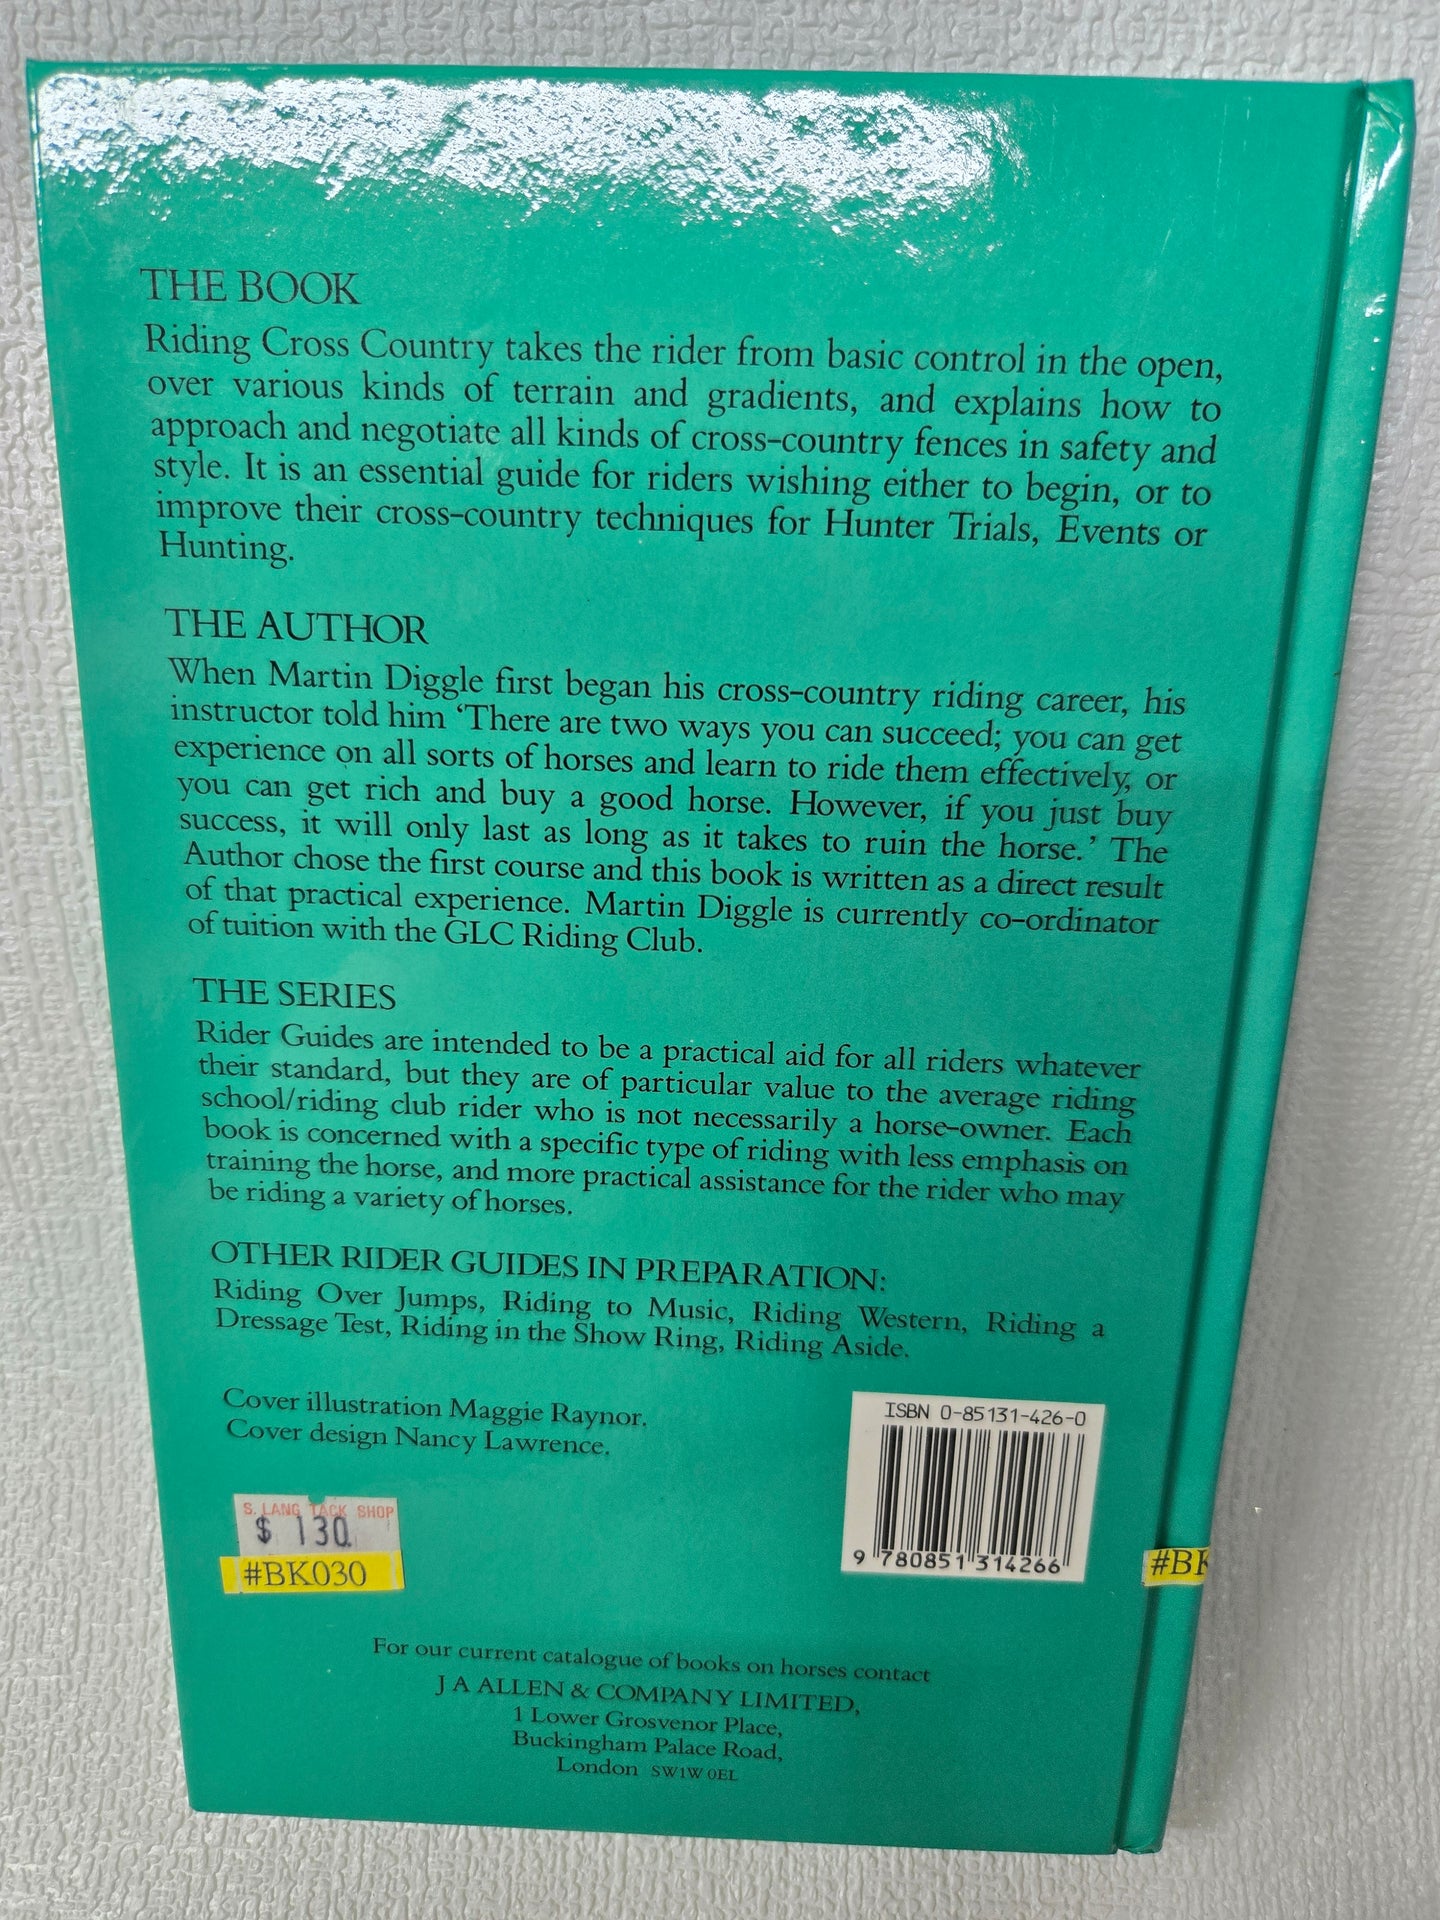 THE BOOK
Riding Cross Country takes the rider from basic control in the open,
over various kinds of terrain and gradients, and explains how to
approach and negotiate all kinds of cross-country fences in safety and
style. It is an essential guide for riders wishing either to begin, or to
improve their cross-country techniques for Hunter Trials, Events or
Hunting.
THE AUTHOR
When Martin Diggle first began his cross-country riding career, his
instructor told him ‘There are two ways you can succeed; you can get
experience on all sorts of horses and learn to ride them effectively, or
you can get rich and buy a good horse. However, if you just buy
success, it will only last as long as it takes to ruin the horse.’ The
Author chose the first course and this book is written as a direct result
of that practical experience. Martin Diggle is currently co-ordinator
of tuition with the GLC Riding Club.
THE SERIES
Rider Guides are intended to be a practical aid for all riders whatever
their standard, but they are of particular value to the average riding
school/riding club rider who is not necessarily a horse-owner. Each
book is concerned with a specific type of riding with less emphasis on
training the horse, and more practical assistance for the rider who may
be riding a variety of horses.
OTHER RIDER GUIDES IN PREPARATION:
Riding Over Jumps, Riding to Music, Riding Western, Riding a
Dressage Test, Riding in the Show Ring, Riding Aside.
Cover illustration Maggie Raynor.
Cover design Nancy Lawrence.
ISBN 0-85131-426-0
9 780851 314266
S. LANG TACK SHOP
$ 130
#BK030
#BK
For our current catalogue of books on horses contact
J A ALLEN & COMPANY LIMITED,
1 Lower Grosvenor Place,
Buckingham Palace Road,
London SW1W 0EL